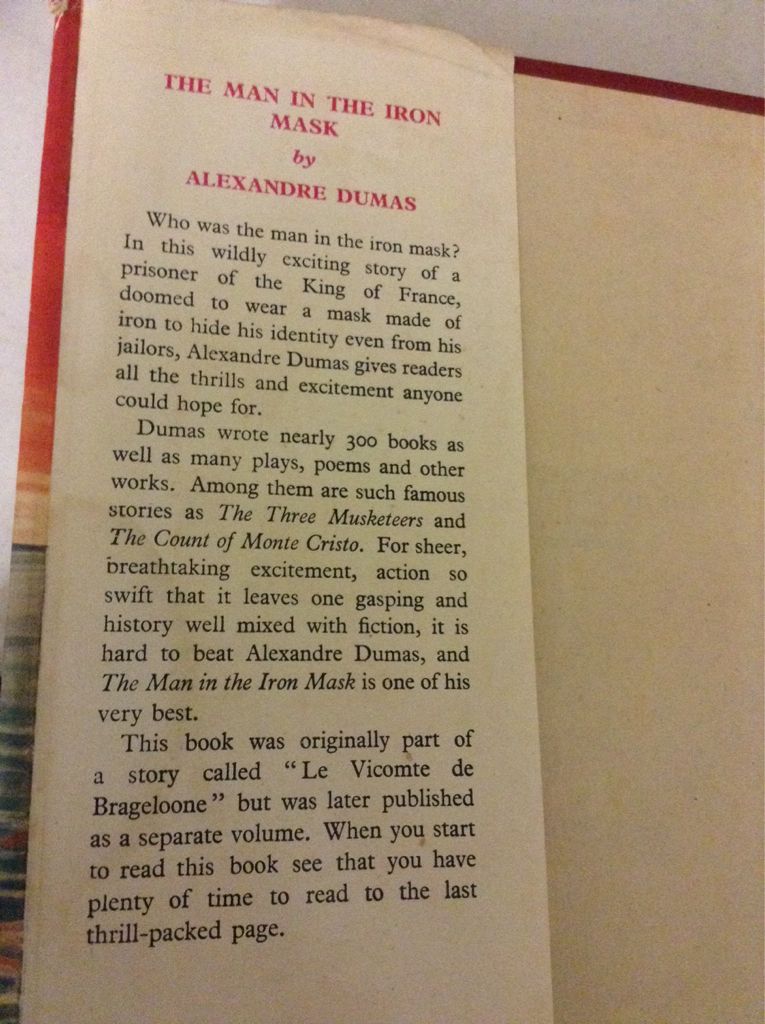 THE MAN IN THE IRON
MASK
by
ALEXANDRE DUMAS
Who was the man in the iron mask?
In this wildly exciting story of a
prisoner of the King of France,
doomed to wear a mask made of
iron to hide his identity even from his
jailors, Alexandre Dumas gives readers
all the thrills and excitement anyone
could hope for.
Dumas wrote nearly 300 books as
well as many plays, poems and other
works. Among them are such famous
stories as The Three Musketeers and
The Count of Monte Cristo. For sheer,
breathtaking excitement, action so
swift that it leaves one gasping and
history well mixed with fiction, it is
hard to beat Alexandre Dumas, and
The Man in the Iron Mask is one of his
very best.
This book was originally part of
a story called “Le Vicomte de
Brageloone” but was later published
as a separate volume. When you start
to read this book see that you have
plenty of time to read to the last
thrill-packed page.